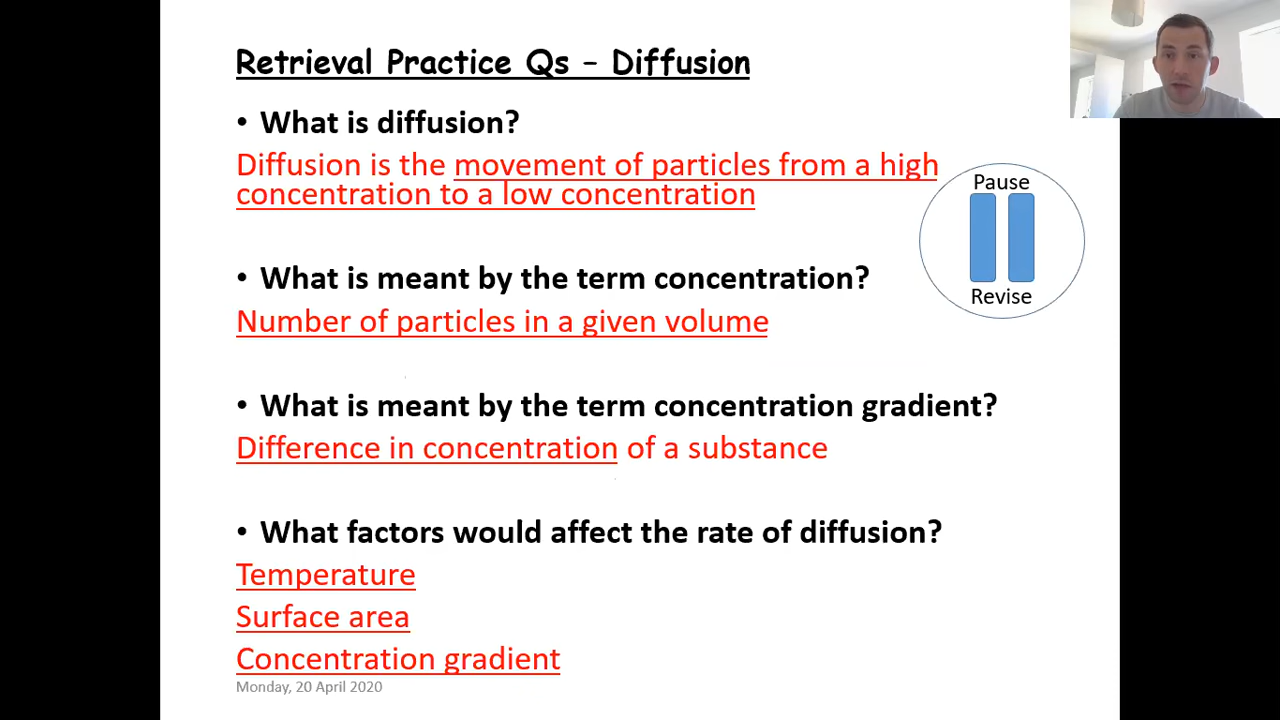 Retrieval Practice Qs – Diffusion
• What is diffusion?
Diffusion is the movement of particles from a high
concentration to a low concentration
Pause
Revise
• What is meant by the term concentration?
Number of particles in a given volume
• What is meant by the term concentration gradient?
Difference in concentration of a substance
• What factors would affect the rate of diffusion?
Temperature
Surface area
Concentration gradient
Monday, 20 April 2020